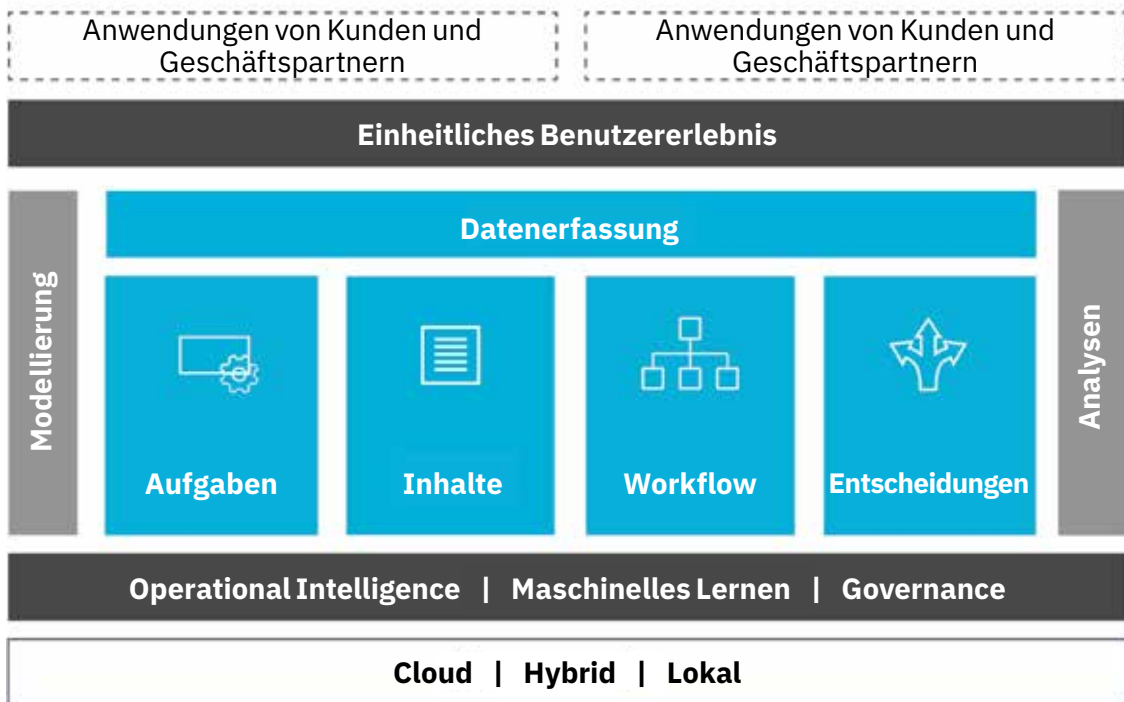 Anwendungen von Kunden und
Geschäftspartnern
Anwendungen von Kunden und
Geschäftspartnern
Einheitliches Benutzererlebnis
Modellierung
Datenerfassung
Aufgaben
Inhalte
Workflow
Entscheidungen
Analysen
Operational Intelligence | Maschinelles Lernen | Governance
Cloud | Hybrid | Lokal